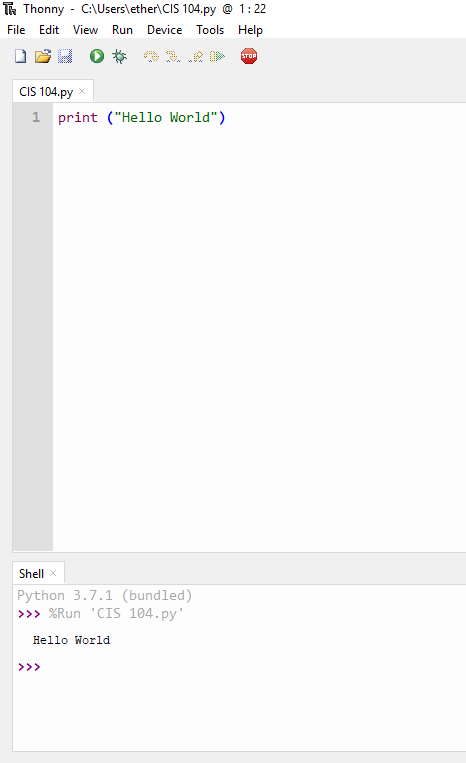 Thonny - C:\Users\ether\CIS 104.py @ 1 : 22
File Edit View Run Device Tools Help
STOP
CIS 104.py ×
1 print ("Hello World")
Shell ×
Python 3.7.1 (bundled)
>>> %Run 'CIS 104.py'
Hello World
>>>